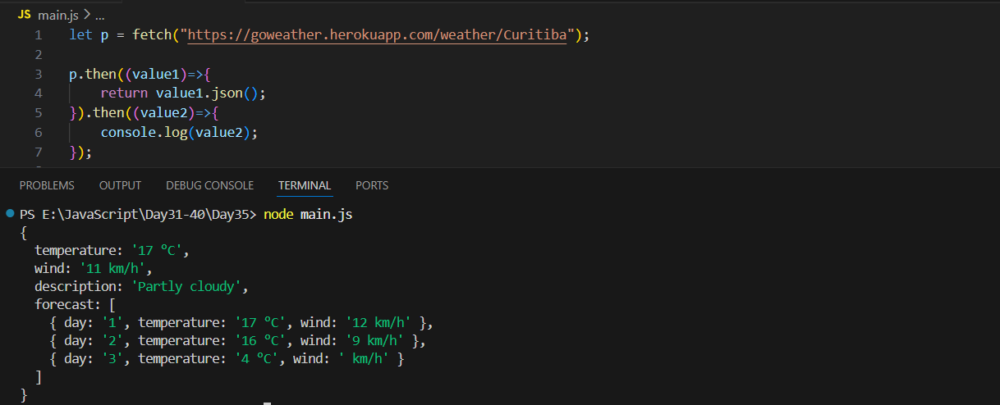 JS main.js > ...
1 let p = fetch("https://goweather.herokuapp.com/weather/Curitiba");
2
3 p.then((value1)=>{
4     return value1.json();
5 }).then((value2)=>{
6     console.log(value2);
7 });
PROBLEMS OUTPUT DEBUG CONSOLE TERMINAL PORTS
PS E:\JavaScript\Day31-40\Day35> node main.js
{
  temperature: '17 °C',
  wind: '11 km/h',
  description: 'Partly cloudy',
  forecast: [
    { day: '1', temperature: '17 °C', wind: '12 km/h' },
    { day: '2', temperature: '16 °C', wind: '9 km/h' },
    { day: '3', temperature: '4 °C', wind: ' km/h' }
  ]
}